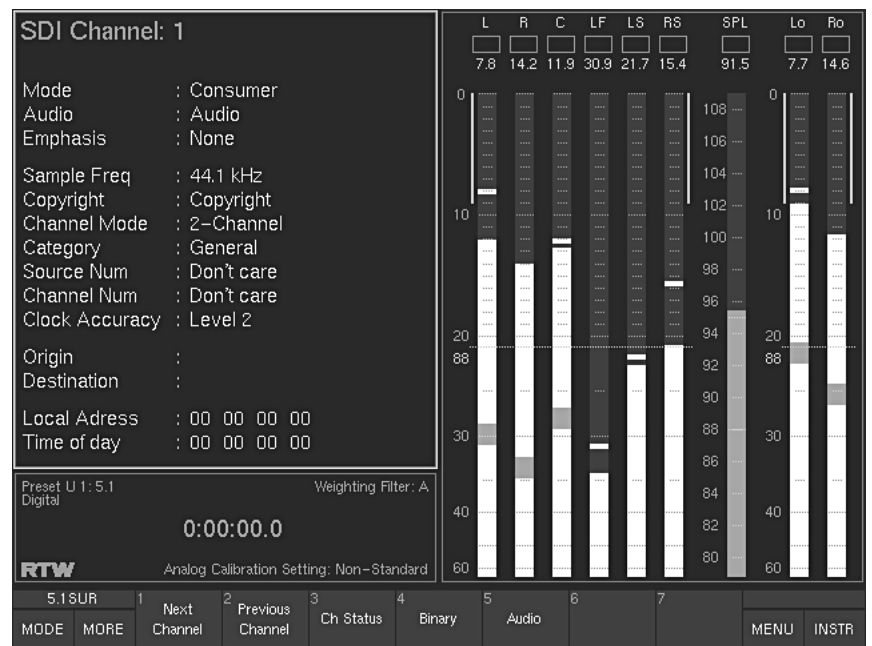 SDI Channel: 1
Mode : Consumer
Audio : Audio
Emphasis : None
Sample Freq : 44.1 kHz
Copyright : Copyright
Channel Mode : 2-Channel
Category : General
Source Num : Don't care
Channel Num : Don't care
Clock Accuracy : Level 2
Origin :
Destination :
Local Adress : 00 00 00 00
Time of day : 00 00 00 00
Preset U 1: 5.1 Weighting Filter: A
Digital
0:00:00.0
RTW Analog Calibration Setting: Non-Standard
L R C LF LS RS SPL Lo Ro
7.8 14.2 11.9 30.9 21.7 15.4 91.5 7.7 14.6
0 0
108
106
104
102
10 10
100
98
96
94
20 20
88 88
92
90
88
30 30
86
84
40 40
82
80
60 60
5.1SUR 1 Next Channel 2 Previous Channel 3 Ch Status 4 Binary 5 Audio 6 7
MODE MORE MENU INSTR